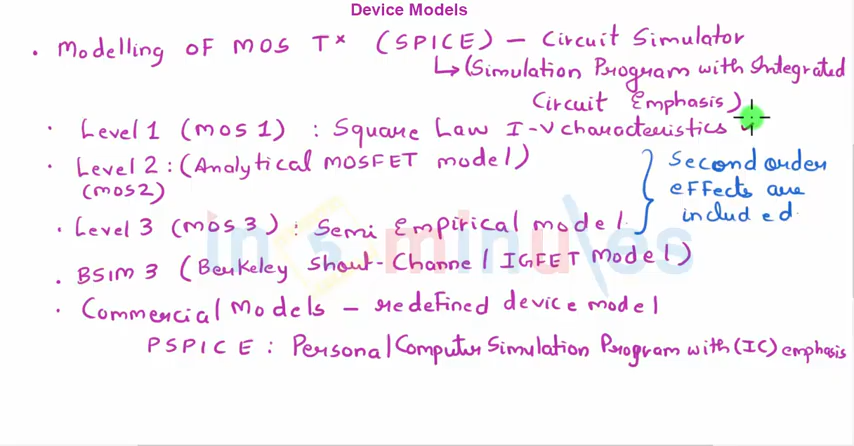 Device Models
. Modelling of MOS Tx (SPICE) – Circuit Simulator
↳(Simulation Program with Integrated
Circuit Emphasis)
. Level 1 (MOS 1) : Square Law I-V characteristics
. Level 2 : (Analytical MOSFET model)
(MOS2)
. Level 3 (MOS 3) : Semi Empirical model.
Second order
effects are
included.
. BSIM 3 (Berkeley Short-Channel IGFET Model)
. Commercial Models – redefined device model
PSPICE : Personal Computer Simulation Program with (IC) emphasis
in 5 minutes